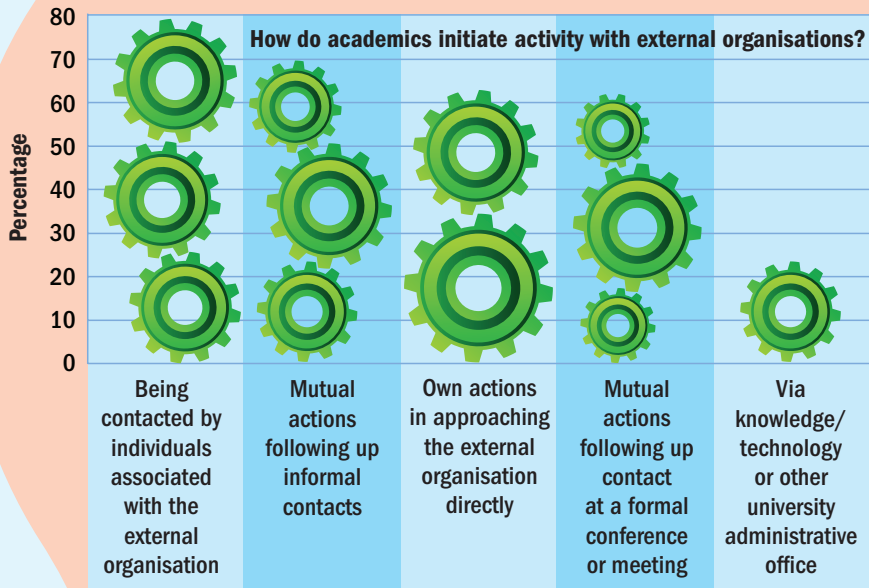 How do academics initiate activity with external organisations?
Percentage
80
70
60
50
40
30
20
10
0
Being
contacted by
individuals
associated
with the
external
organisation
Mutual
actions
following up
informal
contacts
Own actions
in approaching
the external
organisation
directly
Mutual
actions
following up
contact
at a formal
conference
or meeting
Via
knowledge/
technology
or other
university
administrative
office